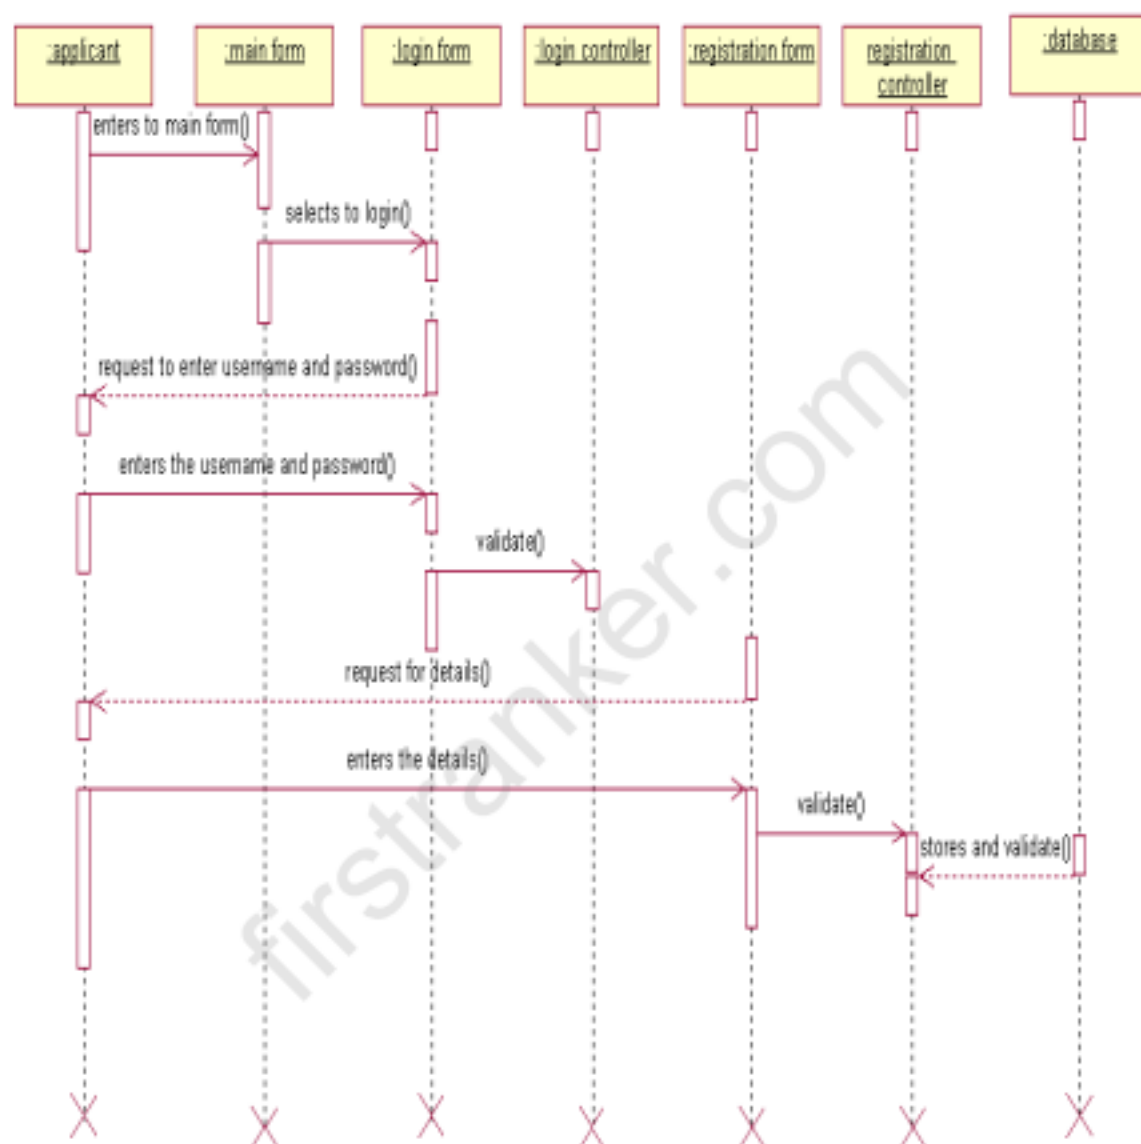 :applicant
:main form
:login form
:login controller
:registration form
registration
controller
:database
enters to main form()
selects to login()
request to enter username and password()
enters the username and password()
validate()
request for details()
enters the details()
validate()
stores and validate()
firstranker.com